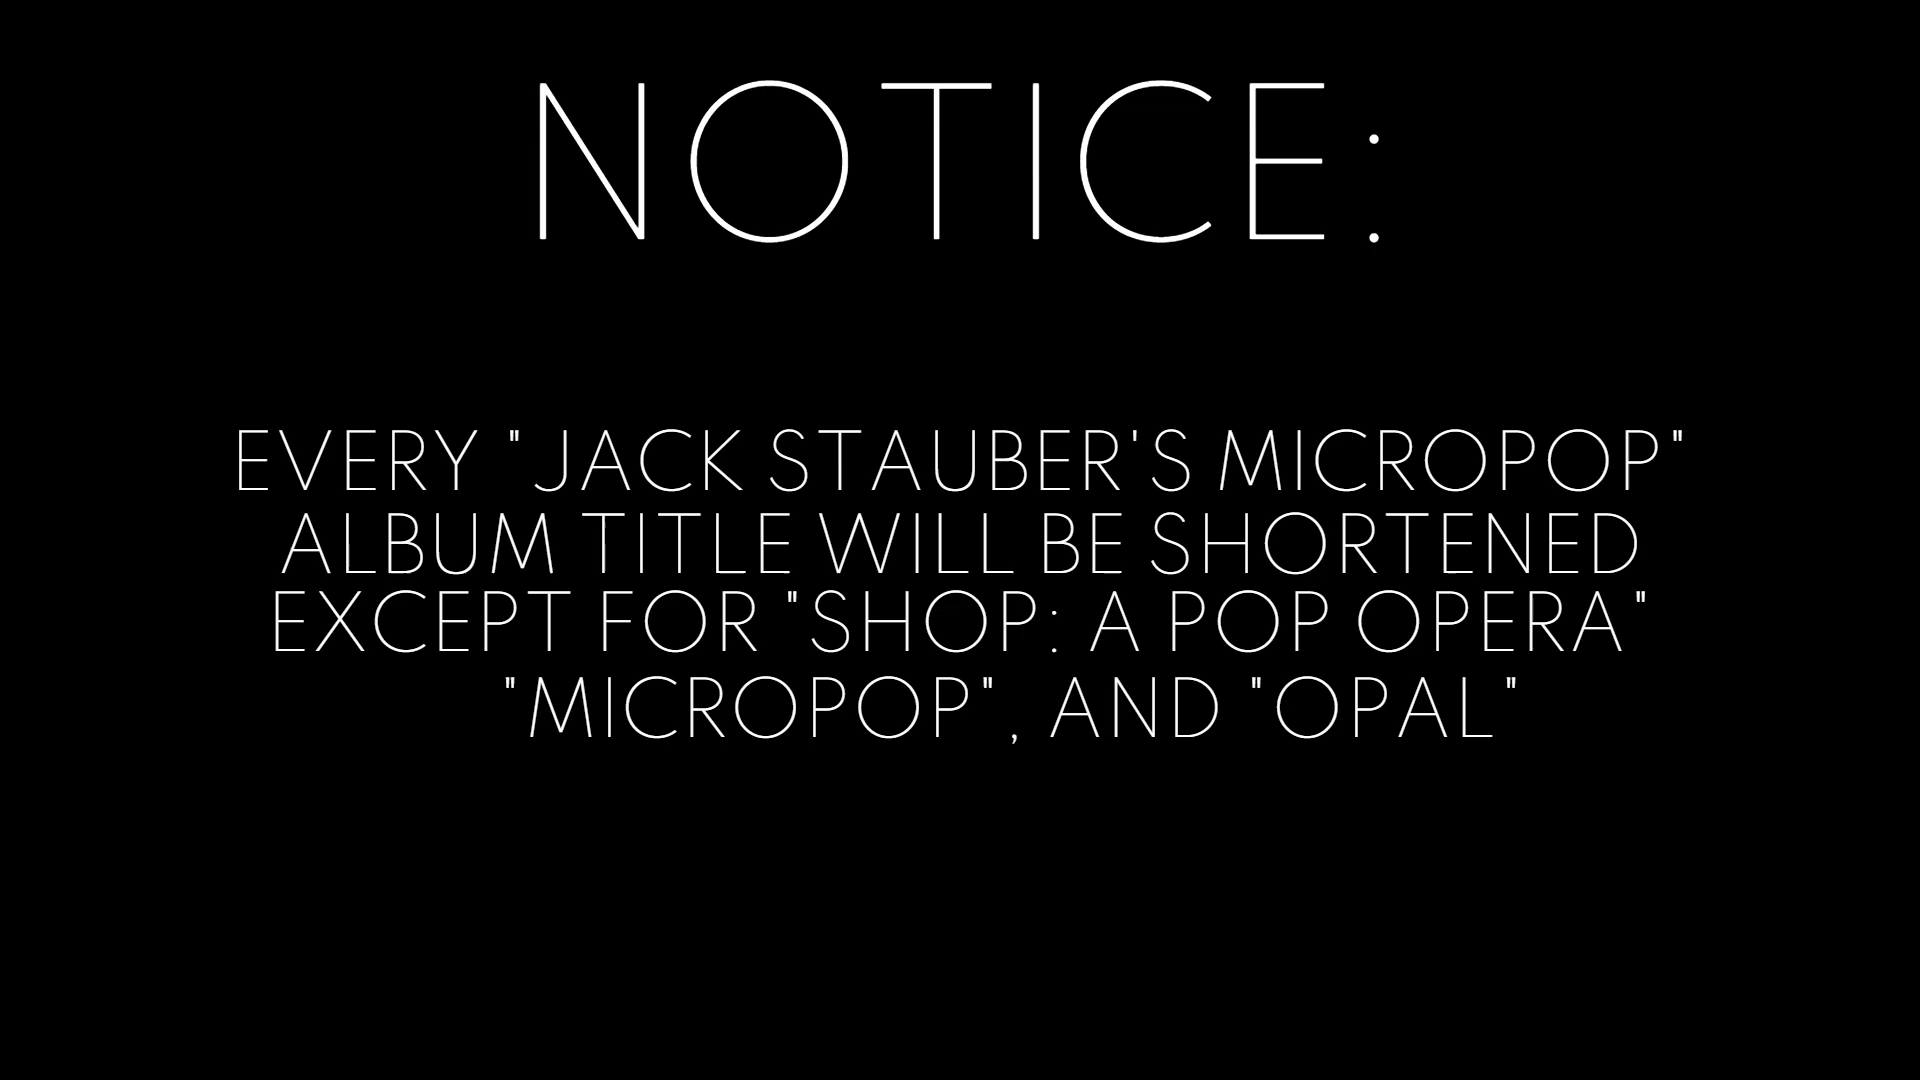 NOTICE:
EVERY "JACK STAUBER'S MICROPOP"
ALBUM TITLE WILL BE SHORTENED
EXCEPT FOR "SHOP: A POP OPERA"
"MICROPOP", AND "OPAL"